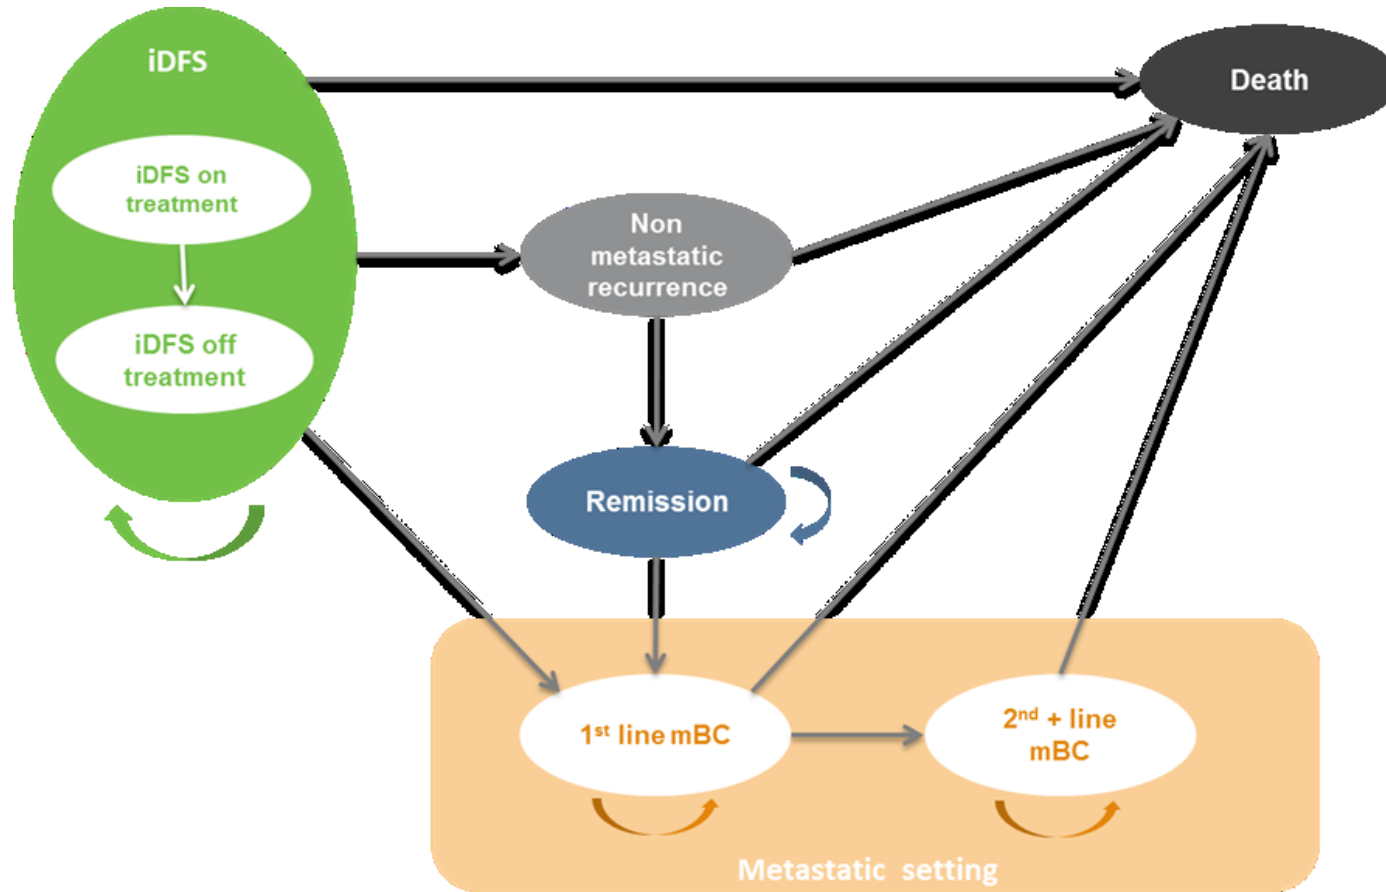 iDFS
Death
iDFS on
treatment
Non
metastatic
recurrence
iDFS off
treatment
Remission
1st line mBC
2nd + line
mBC
Metastatic setting